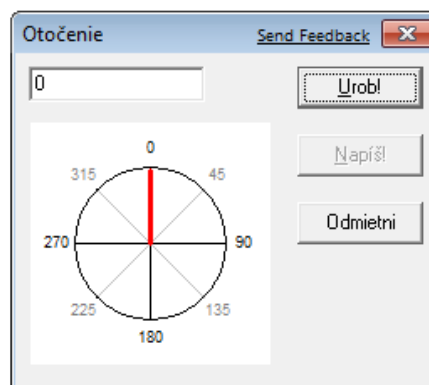 Otočenie Send Feedback
0
Urob!
Napíš!
Odmietni
0
315 45
270 90
225 135
180